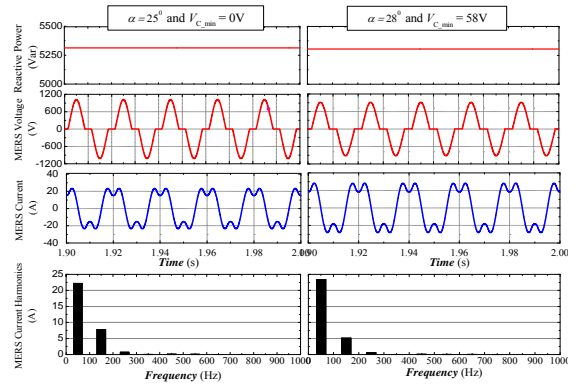 α = 25⁰ and V_C_min = 0V
α = 28⁰ and V_C_min = 58V
Reactive Power
(Var)
5500
5250
5000
MERS Voltage
(V)
1200
600
0
-600
-1200
MERS Current
(A)
40
20
0
-20
-40
1.90 1.92 1.94 1.96 1.98 2.00
1.90 1.92 1.94 1.96 1.98 2.00
Time (s)
Time (s)
MERS Current Harmonics
(A)
25
20
15
10
5
0
0 100 200 300 400 500 600 700 800 900 1000
0 100 200 300 400 500 600 700 800 900 1000
Frequency (Hz)
Frequency (Hz)